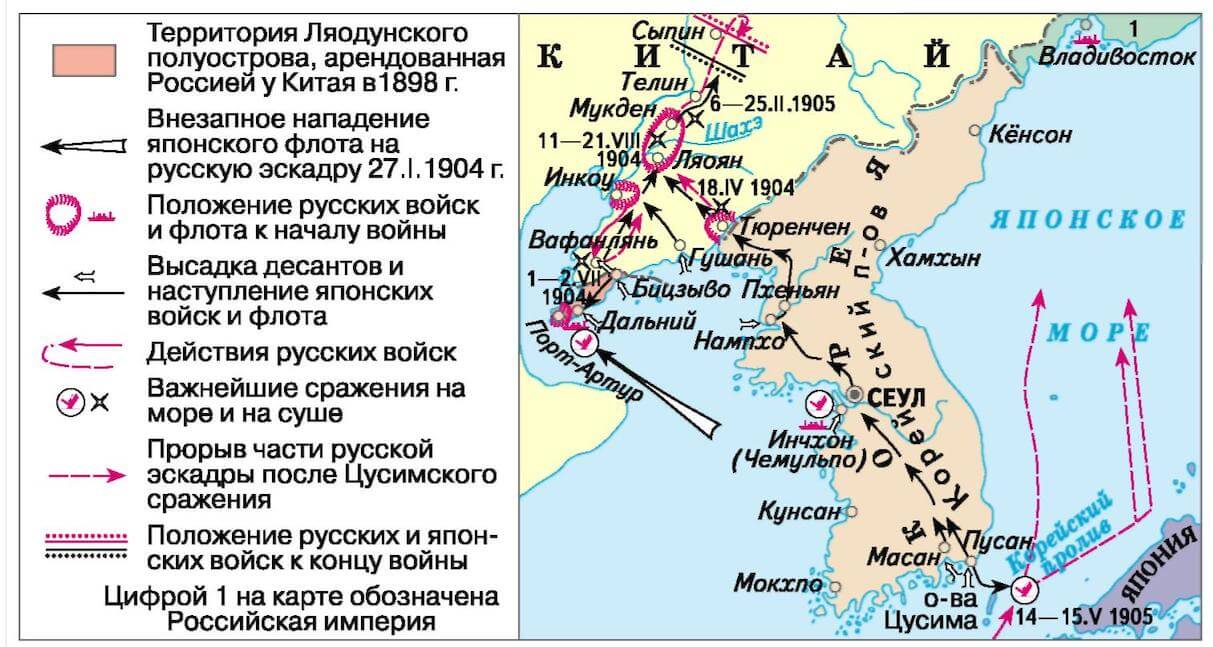 Территория Ляодунского
полуострова, арендованная
Россией у Китая в 1898 г.
Внезапное нападение
японского флота на
русскую эскадру 27.I.1904 г.
Положение русских войск
и флота к началу войны
Высадка десантов и
наступление японских
войск и флота
Действия русских войск
Важнейшие сражения на
море и на суше
Прорыв части русской
эскадры после Цусимского
сражения
Положение русских и япон-
ских войск к концу войны
Цифрой 1 на карте обозначена
Российская империя
Сыпин
КИТАЙ
1
Владивосток
Телин
Мукден
6—25.II.1905
Шахэ
11—21.VIII
1904
Ляоян
Кёнсон
Инкоу
18.IV 1904
Тюренчен
ЯПОНСКОЕ
МОРЕ
Вафанлянь
Гушань
Хамхын
1—2.VII
1904
Бицзыво
Пхеньян
Дальний
Нампхо
Порт-Артур
СЕУЛ
Инчхон
(Чемульпо)
КОРЕЯ
Корейский п-ов
Кунсан
Масан
Пусан
Корейский
пролив
Мокхпо
о-ва
Цусима
14—15.V 1905
ЯПОНИЯ